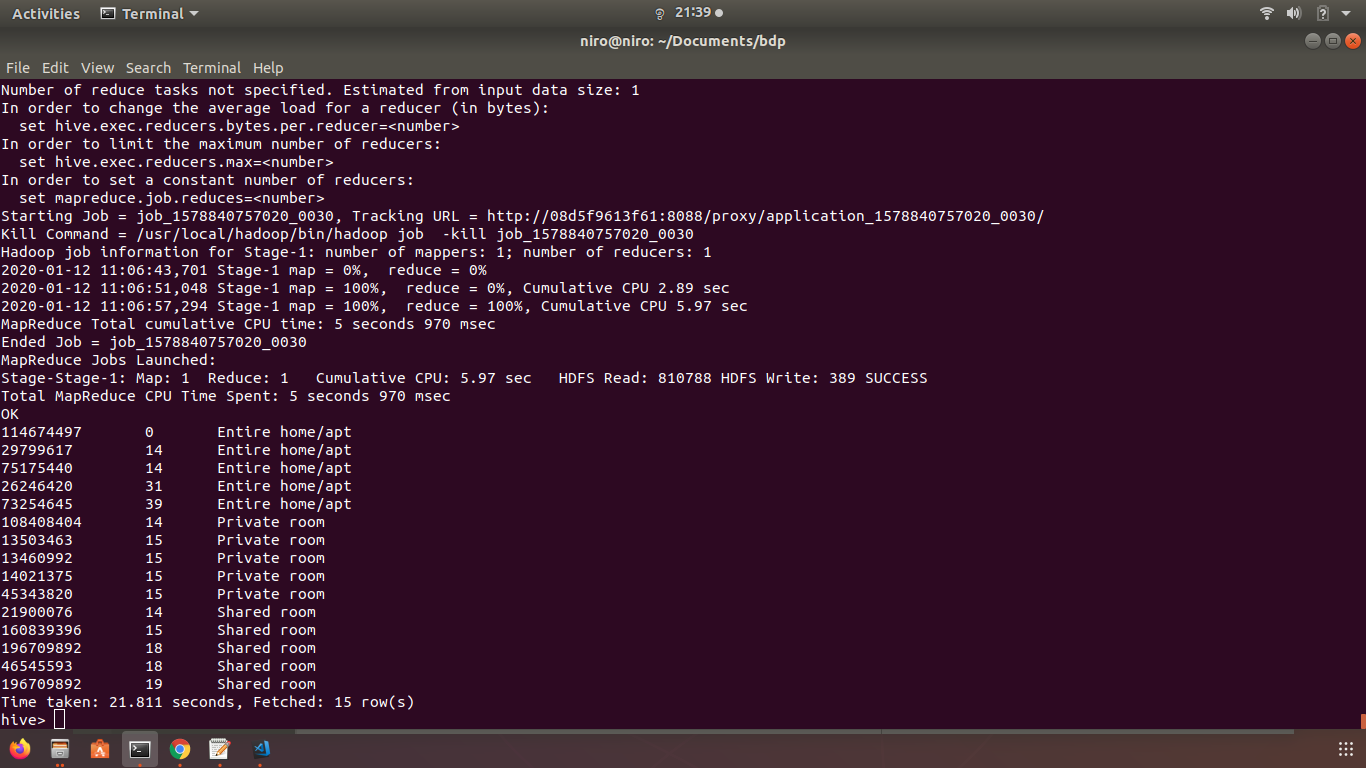 Activities Terminal 21:39
niro@niro: ~/Documents/bdp
File Edit View Search Terminal Help
Number of reduce tasks not specified. Estimated from input data size: 1
In order to change the average load for a reducer (in bytes):
  set hive.exec.reducers.bytes.per.reducer=<number>
In order to limit the maximum number of reducers:
  set hive.exec.reducers.max=<number>
In order to set a constant number of reducers:
  set mapreduce.job.reduces=<number>
Starting Job = job_1578840757020_0030, Tracking URL = http://08d5f9613f61:8088/proxy/application_1578840757020_0030/
Kill Command = /usr/local/hadoop/bin/hadoop job  -kill job_1578840757020_0030
Hadoop job information for Stage-1: number of mappers: 1; number of reducers: 1
2020-01-12 11:06:43,701 Stage-1 map = 0%,  reduce = 0%
2020-01-12 11:06:51,048 Stage-1 map = 100%,  reduce = 0%, Cumulative CPU 2.89 sec
2020-01-12 11:06:57,294 Stage-1 map = 100%,  reduce = 100%, Cumulative CPU 5.97 sec
MapReduce Total cumulative CPU time: 5 seconds 970 msec
Ended Job = job_1578840757020_0030
MapReduce Jobs Launched:
Stage-Stage-1: Map: 1  Reduce: 1   Cumulative CPU: 5.97 sec   HDFS Read: 810788 HDFS Write: 389 SUCCESS
Total MapReduce CPU Time Spent: 5 seconds 970 msec
OK
114674497	0	Entire home/apt
29799617	14	Entire home/apt
75175440	14	Entire home/apt
26246420	31	Entire home/apt
73254645	39	Entire home/apt
108408404	14	Private room
13503463	15	Private room
13460992	15	Private room
14021375	15	Private room
45343820	15	Private room
21900076	14	Shared room
160839396	15	Shared room
196709892	18	Shared room
46545593	18	Shared room
196709892	19	Shared room
Time taken: 21.811 seconds, Fetched: 15 row(s)
hive>